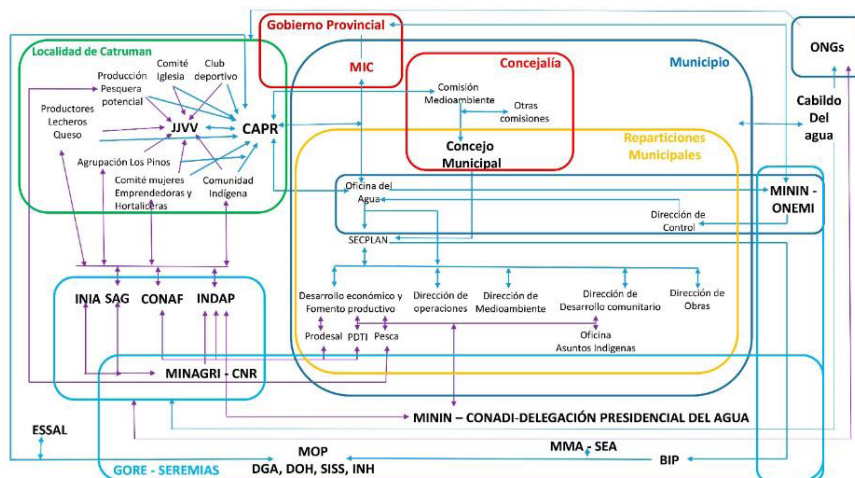 Gobierno Provincial
MIC
Localidad de Catruman
Comité
Iglesia
Club
deportivo
Producción
Pesquera
potencial
Productores
Lecheros
Queso
JJVV
CAPR
Agrupación Los Pinos
Comité mujeres
Emprendedoras y
Hortaliceras
Comunidad
Indígena
Concejalía
Comisión
Medioambiente
Otras
comisiones
Concejo
Municipal
Municipio
ONGs
Cabildo
Del
agua
Reparticiones
Municipales
Oficina del
Agua
MININ -
ONEMI
Dirección de
Control
SECPLAN
INIA SAG CONAF INDAP
Desarrollo económico y
Fomento productivo
Dirección de
operaciones
Dirección de
Medioambiente
Dirección de
Desarrollo comunitario
Dirección de
Obras
Prodesal PDTI Pesca
Oficina
Asuntos Indígenas
MINAGRI - CNR
MININ – CONADI-DELEGACIÓN PRESIDENCIAL DEL AGUA
ESSAL
MOP
DGA, DOH, SISS, INH
MMA - SEA
BIP
GORE - SEREMIAS